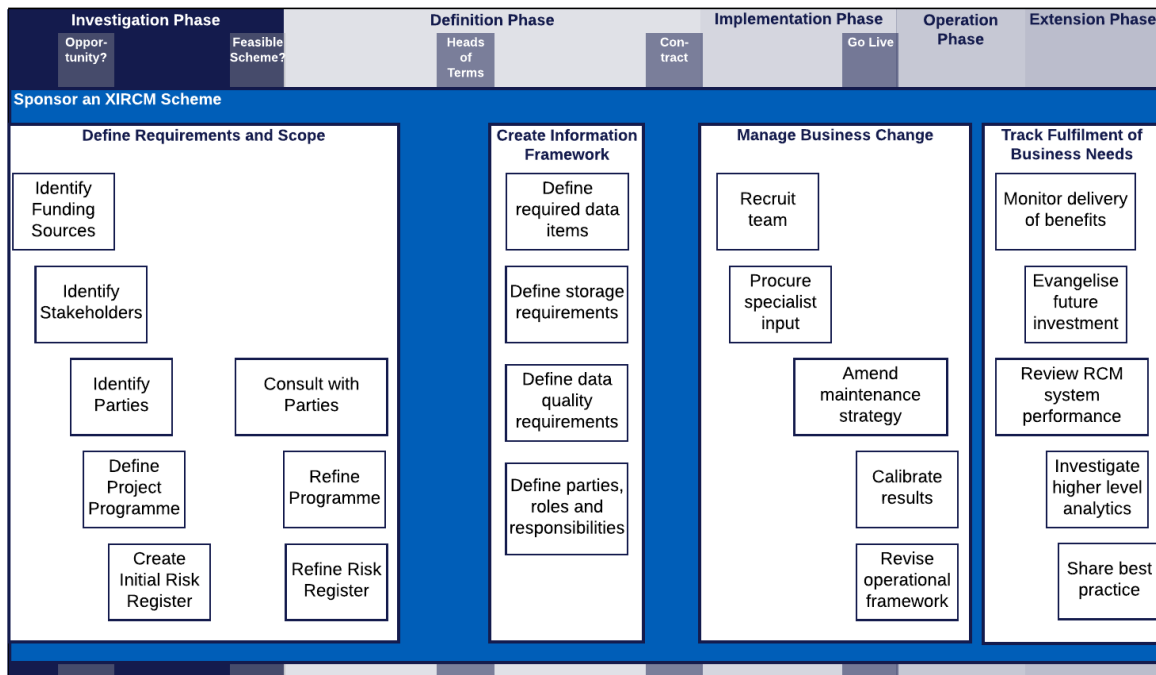 Investigation Phase
Definition Phase
Implementation Phase
Operation
Phase
Extension Phase
Oppor-
tunity?
Feasible
Scheme?
Heads
of
Terms
Con-
tract
Go Live
Sponsor an XIRCM Scheme
Define Requirements and Scope
Identify
Funding
Sources
Identify
Stakeholders
Identify
Parties
Consult with
Parties
Define
Project
Programme
Refine
Programme
Create
Initial Risk
Register
Refine Risk
Register
Create Information
Framework
Define
required data
items
Define storage
requirements
Define data
quality
requirements
Define parties,
roles and
responsibilities
Manage Business Change
Recruit
team
Procure
specialist
input
Amend
maintenance
strategy
Calibrate
results
Revise
operational
framework
Track Fulfilment of
Business Needs
Monitor delivery
of benefits
Evangelise
future
investment
Review RCM
system
performance
Investigate
higher level
analytics
Share best
practice